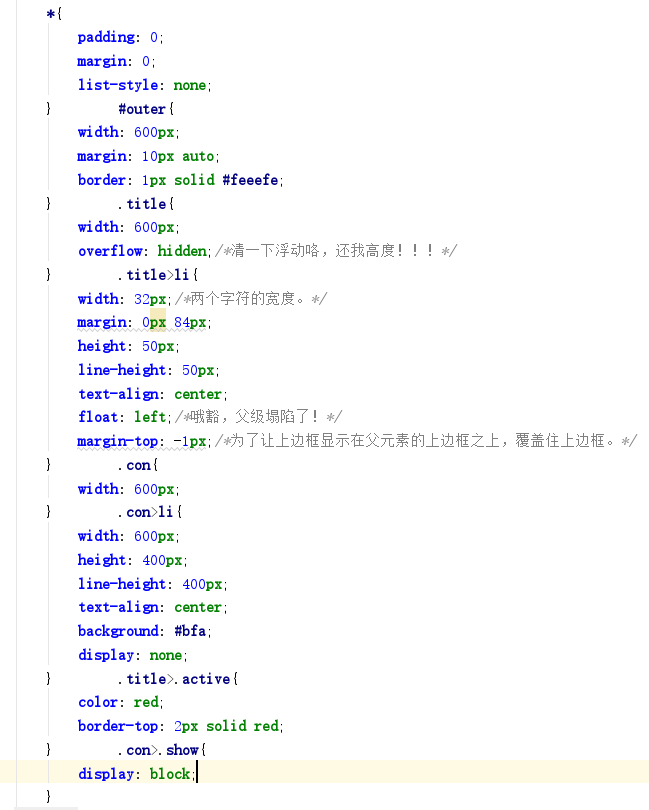 *{
padding: 0;
margin: 0;
list-style: none;
} #outer{
width: 600px;
margin: 10px auto;
border: 1px solid #feeefe;
} .title{
width: 600px;
overflow: hidden;/*清一下浮动咯，还我高度！！！*/
} .title>li{
width: 32px;/*两个字符的宽度。*/
margin: 0px 84px;
height: 50px;
line-height: 50px;
text-align: center;
float: left;/*哦豁，父级塌陷了！*/
margin-top: -1px;/*为了让上边框显示在父元素的上边框之上，覆盖住上边框。*/
} .con{
width: 600px;
} .con>li{
width: 600px;
height: 400px;
line-height: 400px;
text-align: center;
background: #bfa;
display: none;
} .title>.active{
color: red;
border-top: 2px solid red;
} .con>.show{
display: block;
}